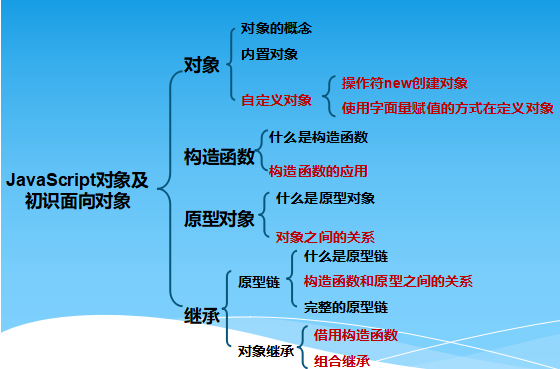 对象的概念
内置对象
对象
自定义对象
操作符new创建对象
使用字面量赋值的方式在定义对象
什么是构造函数
构造函数
构造函数的应用
JavaScript对象及
初识面向对象
什么是原型对象
原型对象
对象之间的关系
什么是原型链
原型链
构造函数和原型之间的关系
完整的原型链
继承
借用构造函数
对象继承
组合继承